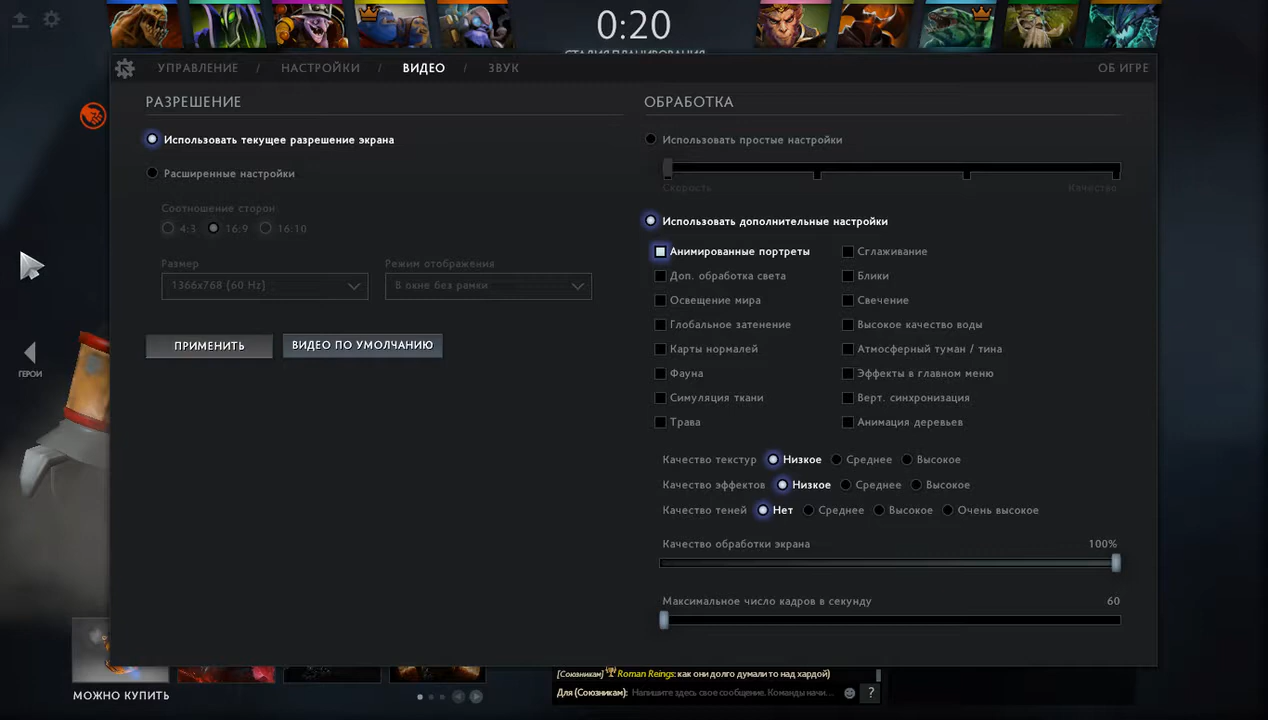 0:20
СТАДИЯ ПЛАНИРОВАНИЯ
УПРАВЛЕНИЕ / НАСТРОЙКИ / ВИДЕО / ЗВУК
ОБ ИГРЕ
РАЗРЕШЕНИЕ
Использовать текущее разрешение экрана
Расширенные настройки
Соотношение сторон
4:3 16:9 16:10
Размер
Режим отображения
1366x768 (60 Hz)
В окне без рамки
ПРИМЕНИТЬ
ВИДЕО ПО УМОЛЧАНИЮ
ОБРАБОТКА
Использовать простые настройки
Скорость
Качество
Использовать дополнительные настройки
Анимированные портреты
Сглаживание
Доп. обработка света
Блики
Освещение мира
Свечение
Глобальное затенение
Высокое качество воды
Карты нормалей
Атмосферный туман / тина
Фауна
Эффекты в главном меню
Симуляция ткани
Верт. синхронизация
Трава
Анимация деревьев
Качество текстур Низкое Среднее Высокое
Качество эффектов Низкое Среднее Высокое
Качество теней Нет Среднее Высокое Очень высокое
Качество обработки экрана 100%
Максимальное число кадров в секунду 60
ГЕРОИ
МОЖНО КУПИТЬ
[Союзникам] Roman Reings: как они долго думали то над хардой)
Для (Союзникам): Напишите здесь свое сообщение. Команды начи...
?